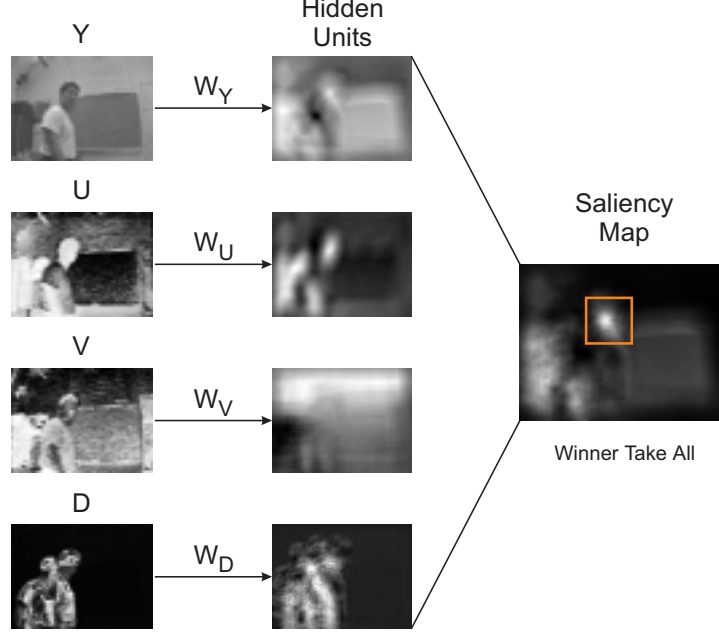 Hidden
Units
Y
W_Y
U
W_U
Saliency
Map
V
W_V
Winner Take All
D
W_D